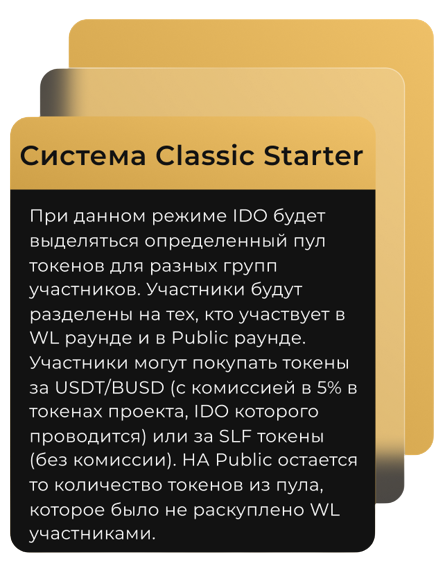 Система Classic Starter
При данном режиме IDO будет
выделяться определенный пул
токенов для разных групп
участников. Участники будут
разделены на тех, кто участвует в
WL раунде и в Public раунде.
Участники могут покупать токены
за USDT/BUSD (с комиссией в 5% в
токенах проекта, IDO которого
проводится) или за SLF токены
(без комиссии). НА Public остается
то количество токенов из пула,
которое было не раскуплено WL
участниками.